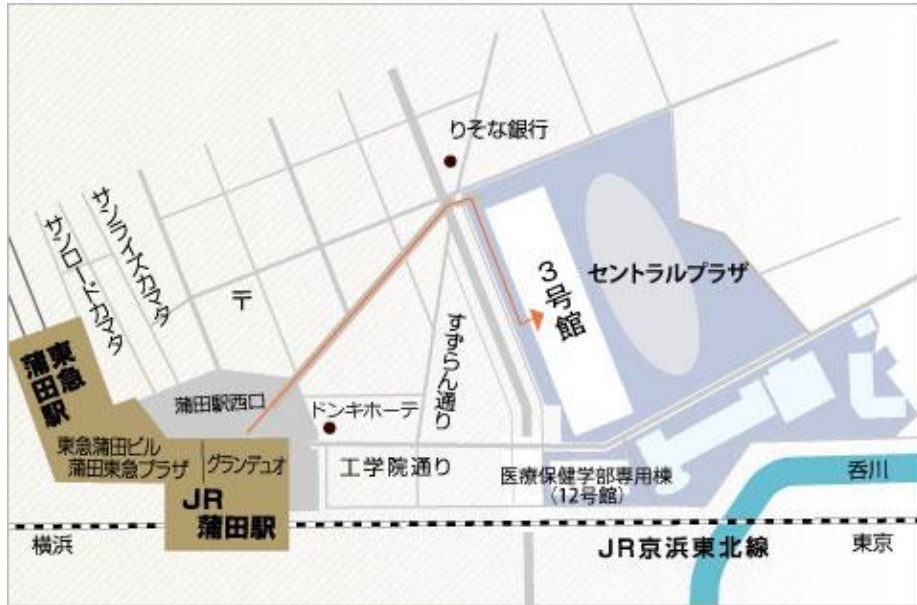 りそな銀行
サンライズカマタ
サンロードカマタ
〒
3号館
セントラルプラザ
すずらん通り
東急
蒲田駅
蒲田駅西口
ドンキホーテ
東急蒲田ビル
蒲田東急プラザ
グランデュオ
工学院通り
医療保健学部専用棟
（12号館）
呑川
JR
蒲田駅
横浜
JR京浜東北線
東京